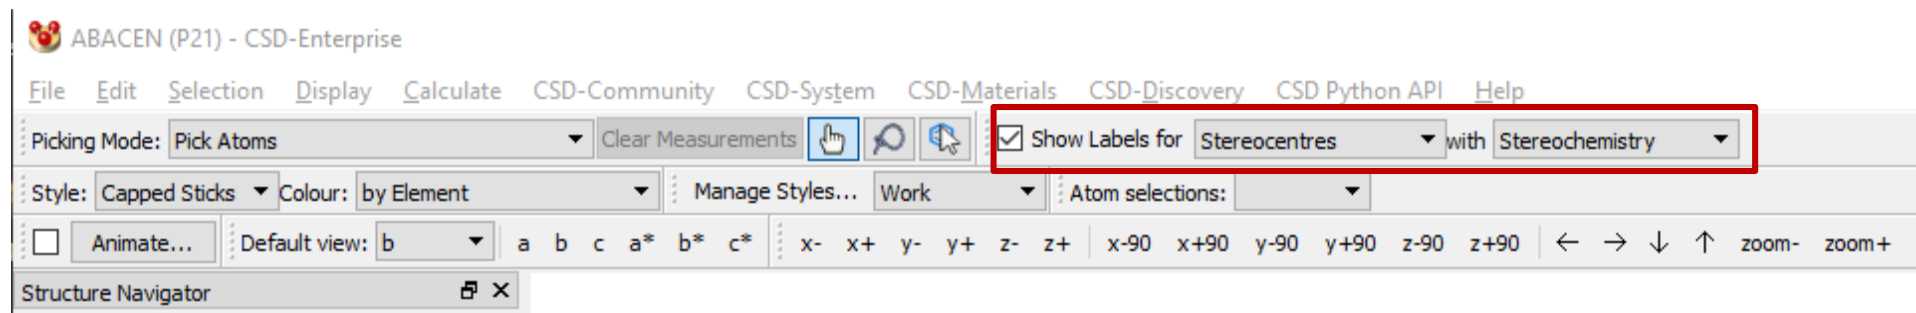 ABACEN (P21) - CSD-Enterprise
File Edit Selection Display Calculate CSD-Community CSD-System CSD-Materials CSD-Discovery CSD Python API Help
Picking Mode: Pick Atoms Clear Measurements Show Labels for Stereocentres with Stereochemistry
Style: Capped Sticks Colour: by Element Manage Styles... Work Atom selections:
Animate... Default view: b a b c a* b* c* x- x+ y- y+ z- z+ x-90 x+90 y-90 y+90 z-90 z+90 ← → ↓ ↑ zoom- zoom+
Structure Navigator